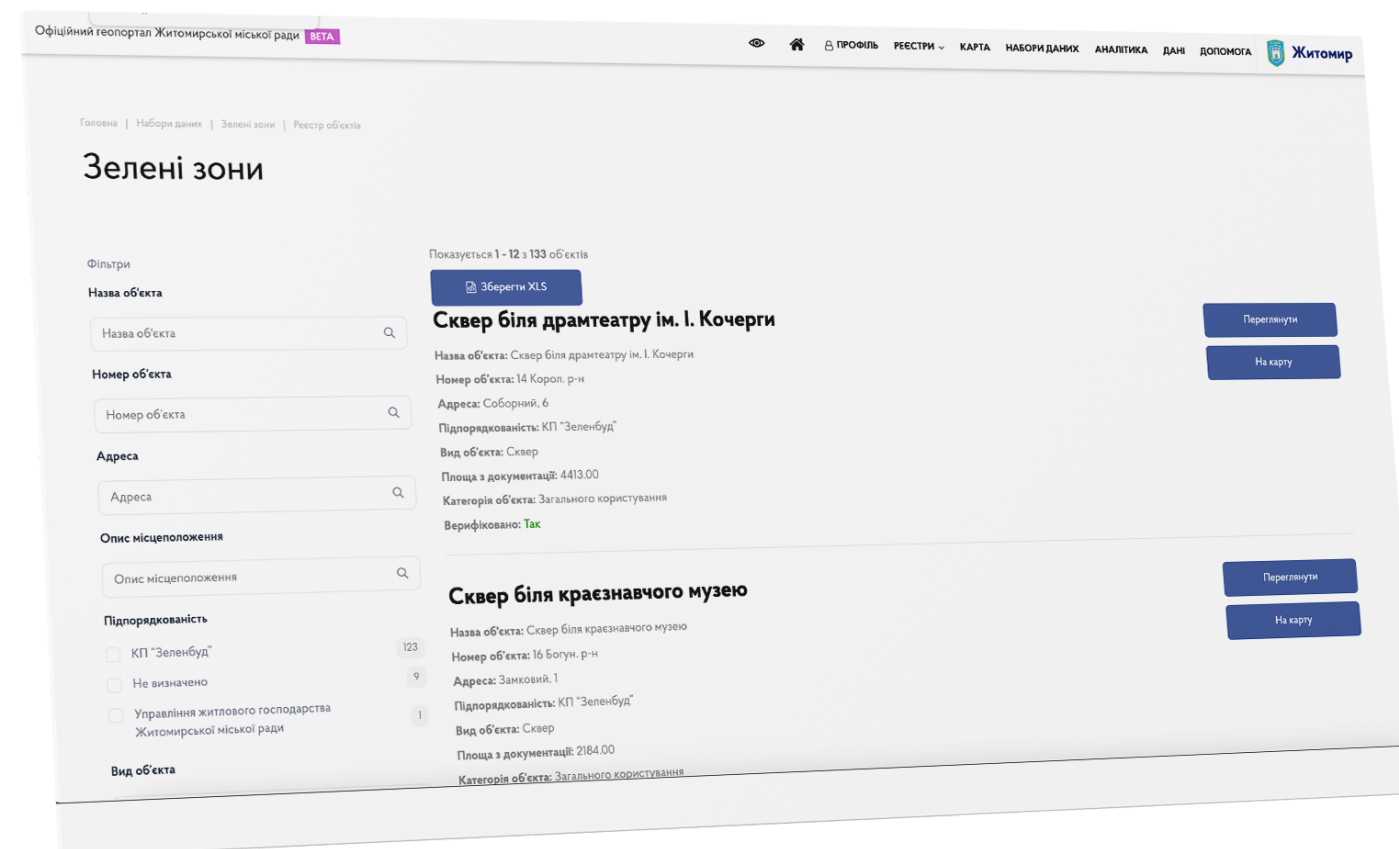 Офіційний геопортал Житомирської міської ради BETA
ПРОФІЛЬ РЕЄСТРИ КАРТА НАБОРИ ДАНИХ АНАЛІТИКА ДАНІ ДОПОМОГА Житомир
Головна | Набори даних | Зелені зони | Реєстр об'єктів
Зелені зони
Фільтри
Назва об'єкта
Назва об'єкта
Номер об'єкта
Номер об'єкта
Адреса
Адреса
Опис місцеположення
Опис місцеположення
Підпорядкованість
КП "Зеленбуд" 123
Не визначено 9
Управління житлового господарства 1
Житомирської міської ради
Вид об'єкта
Показується 1 - 12 з 133 об'єктів
Зберегти XLS
Сквер біля драмтеатру ім. І. Кочерги
Назва об'єкта: Сквер біля драмтеатру ім. І. Кочерги
Номер об'єкта: 14 Корол. р-н
Адреса: Соборний, 6
Підпорядкованість: КП "Зеленбуд"
Вид об'єкта: Сквер
Площа з документації: 4413.00
Категорія об'єкта: Загального користування
Верифіковано: Так
Переглянути
На карту
Сквер біля краєзнавчого музею
Назва об'єкта: Сквер біля краєзнавчого музею
Номер об'єкта: 16 Богун. р-н
Адреса: Замковий, 1
Підпорядкованість: КП "Зеленбуд"
Вид об'єкта: Сквер
Площа з документації: 2184.00
Категорія об'єкта: Загального користування
Переглянути
На карту